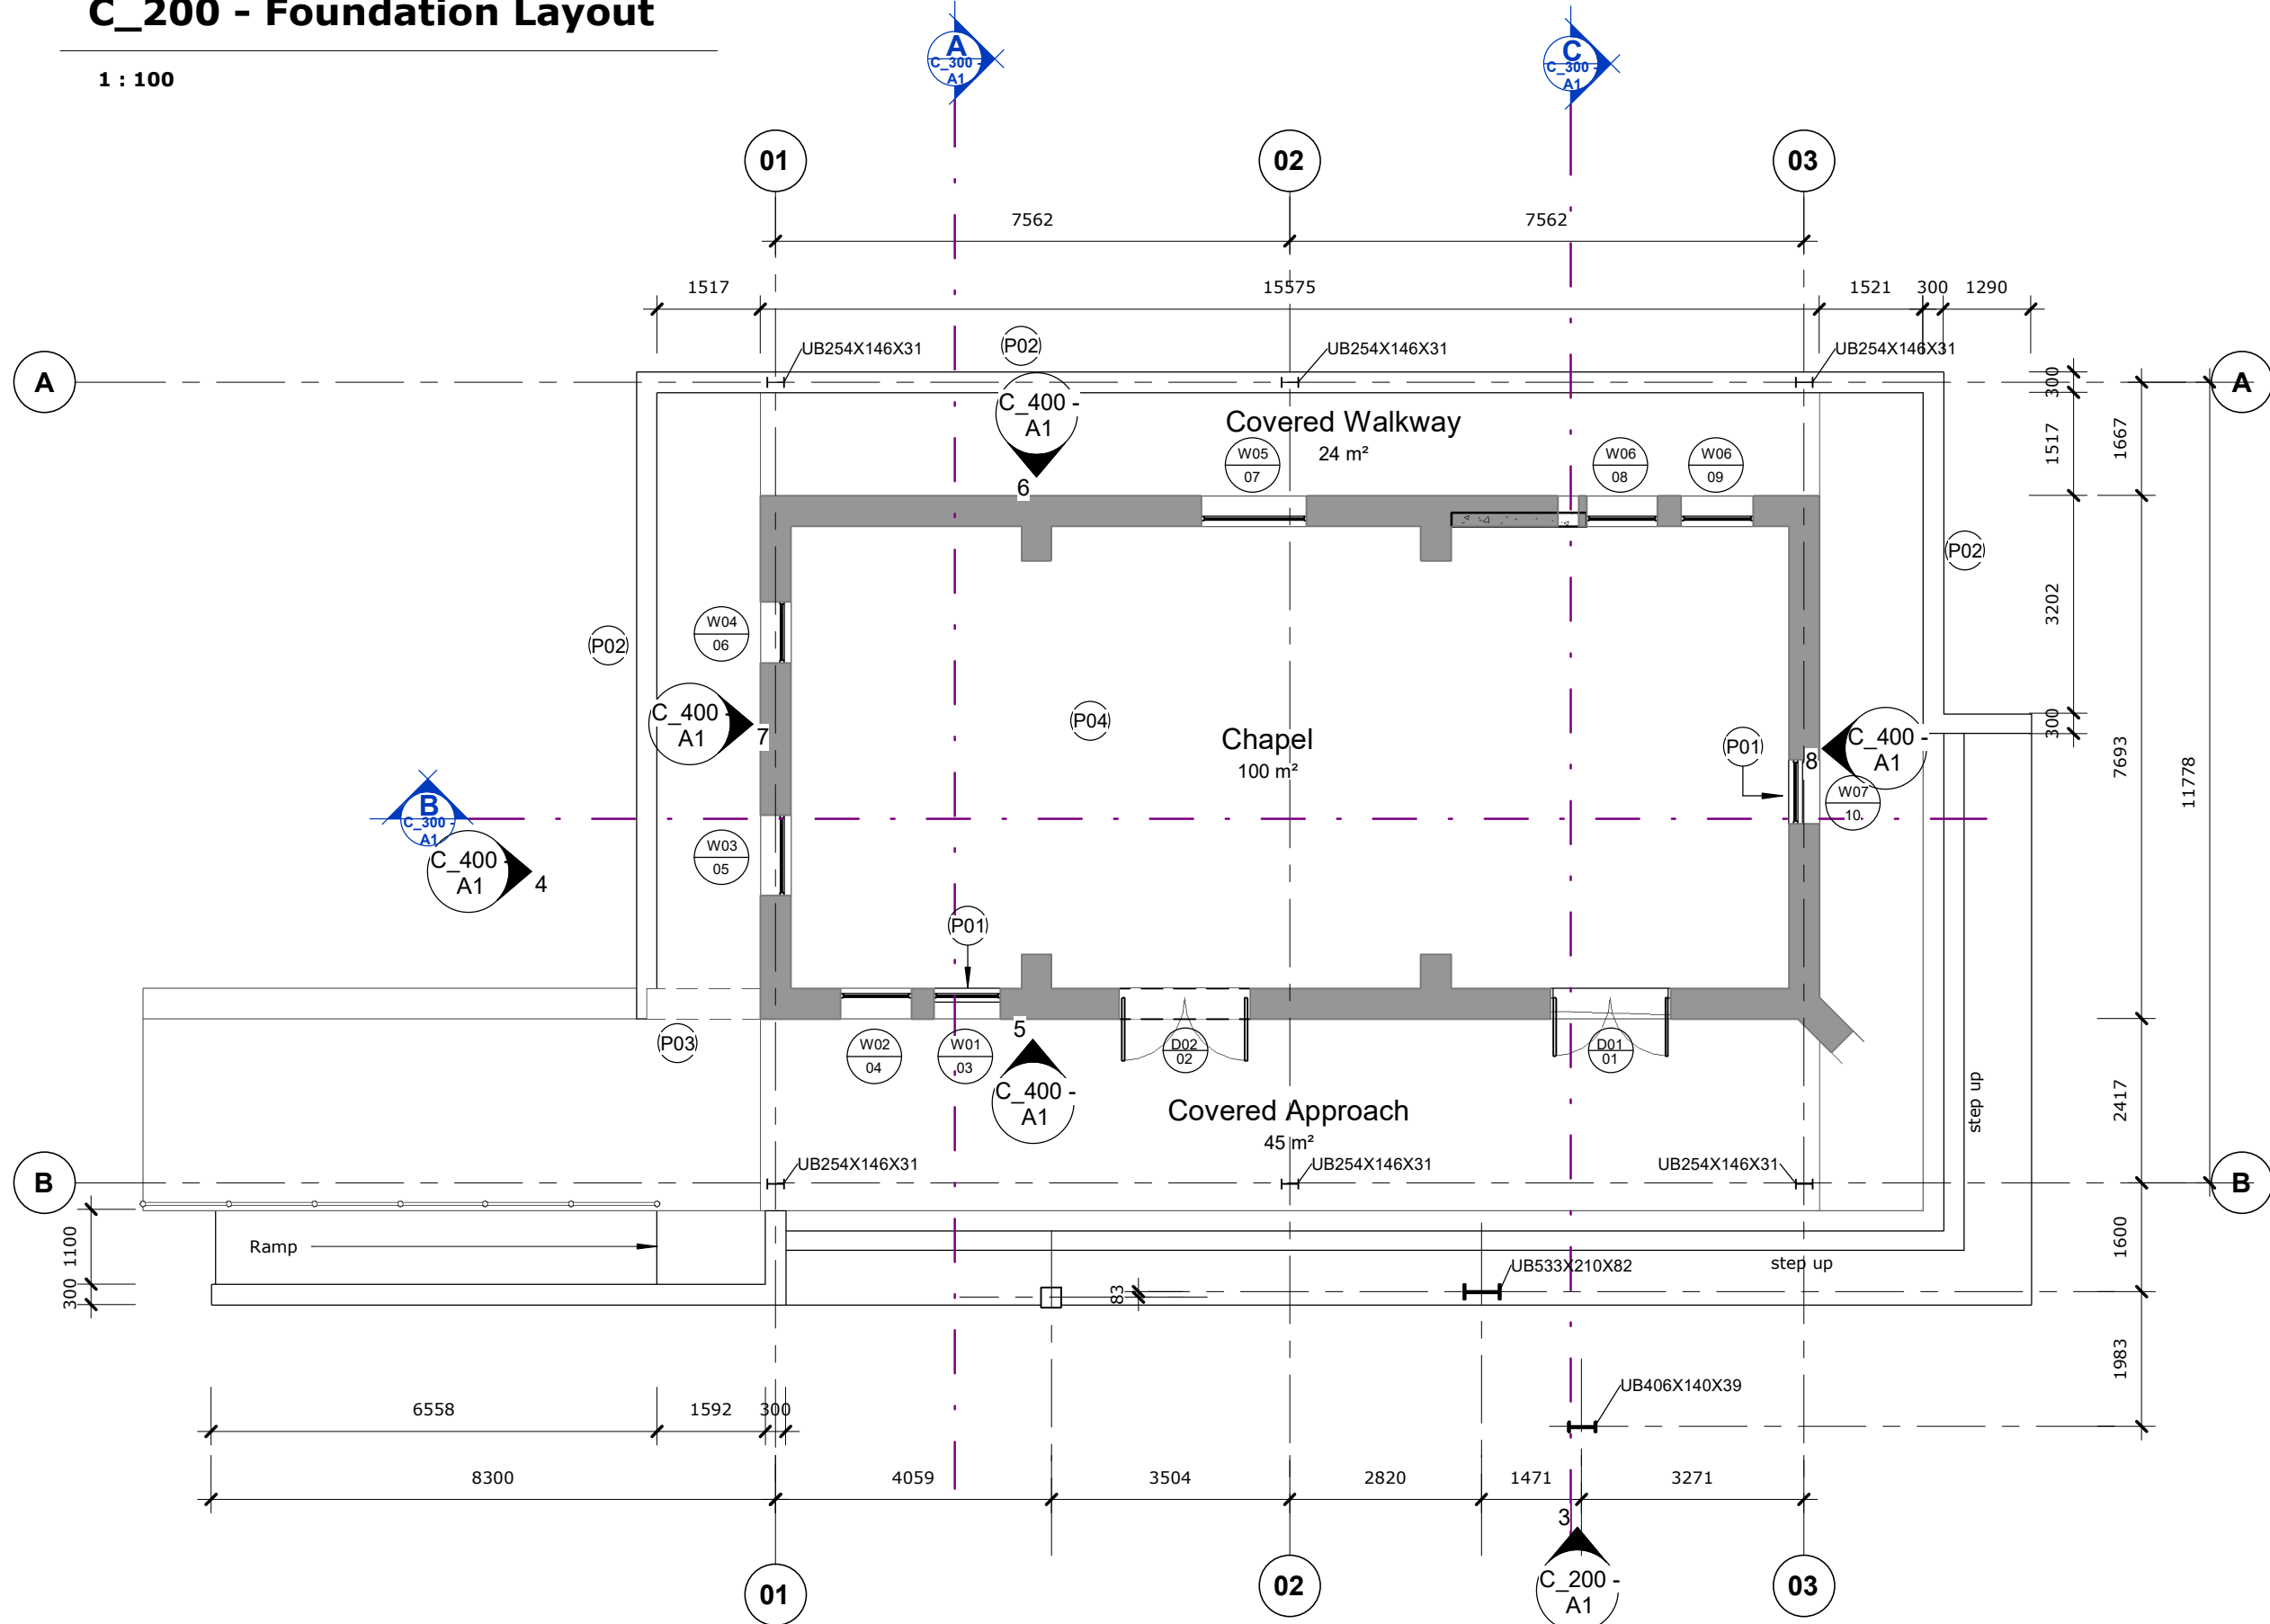 C_200 - Foundation Layout
1 : 100
A
C_300 -
A1
C
C_300 -
A1
01
02
03
7562
7562
1517
15575
1521
300
1290
UB254X146X31
P02
UB254X146X31
UB254X146X31
A
A
C_400 -
A1
6
Covered Walkway
24 m²
W05
07
W06
08
W06
09
300
1517
1667
P02
3202
W04
06
P02
C_400 -
A1
7
P04
Chapel
100 m²
P01
8
C_400 -
A1
W07
10
300
7693
11778
B
C_300 -
A1
C_400 -
A1
4
W03
05
P01
P03
W02
04
W01
03
5
C_400 -
A1
D02
02
D01
01
Covered Approach
45 m²
step up
2417
B
UB254X146X31
UB254X146X31
UB254X146X31
B
1100
300
Ramp
83
UB533X210X82
step up
1600
1983
UB406X140X39
6558
1592
300
8300
4059
3504
2820
1471
3271
3
C_200 -
A1
01
02
03